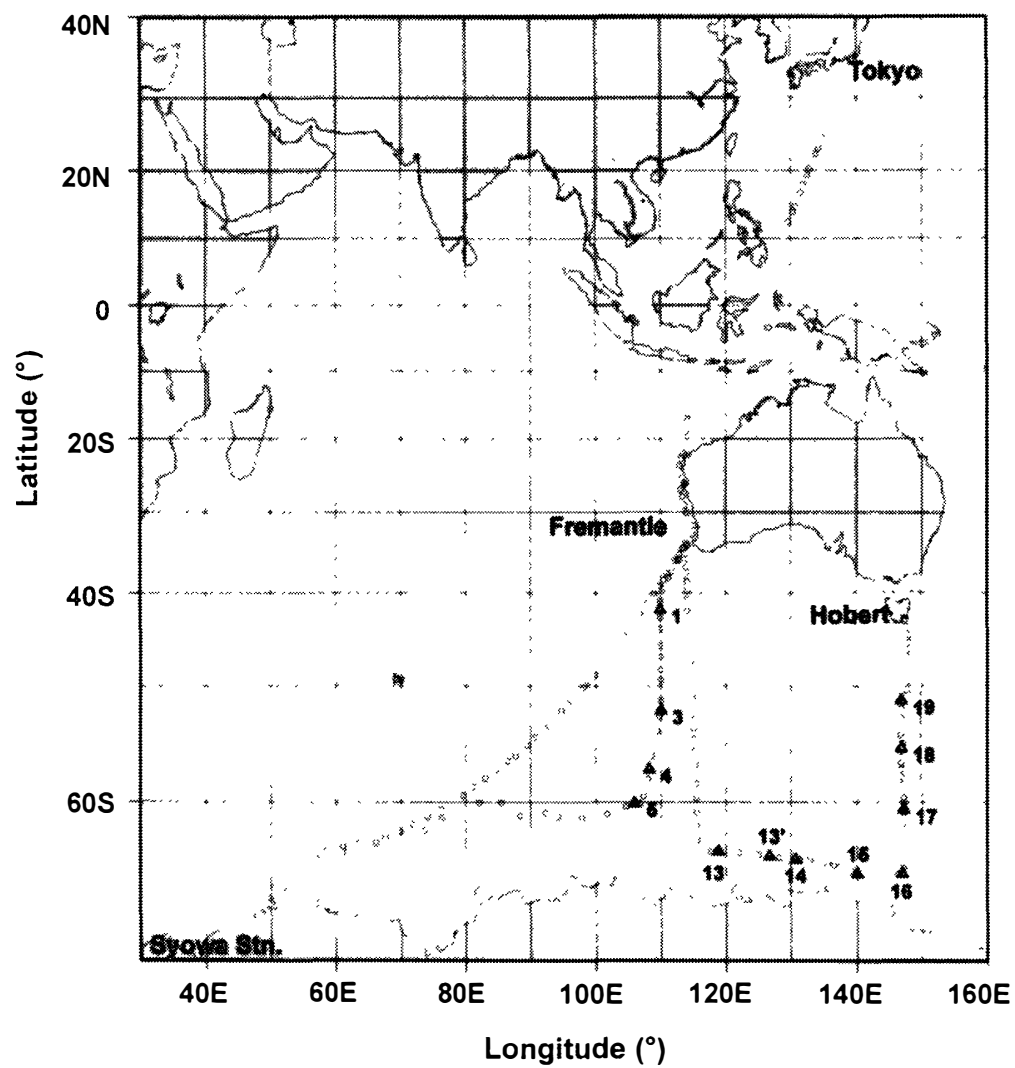 40N
Tokyo
20N
0
Latitude (°)
20S
Fremantle
40S
1
Hobert
3
19
4
18
60S
5
17
13'
15
13
14
16
Syowa Stn.
40E
60E
80E
100E
120E
140E
160E
Longitude (°)